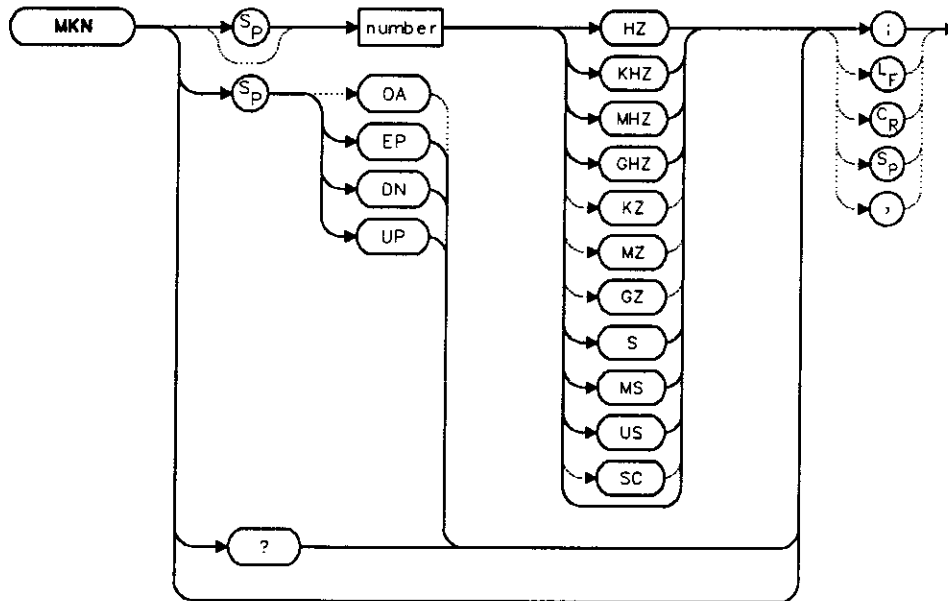 MKN SP number HZ ;
KHZ LF
SP OA MHZ CR
EP GHZ SP
DN KZ ,
UP MZ
GZ
S
MS
US
SC
?